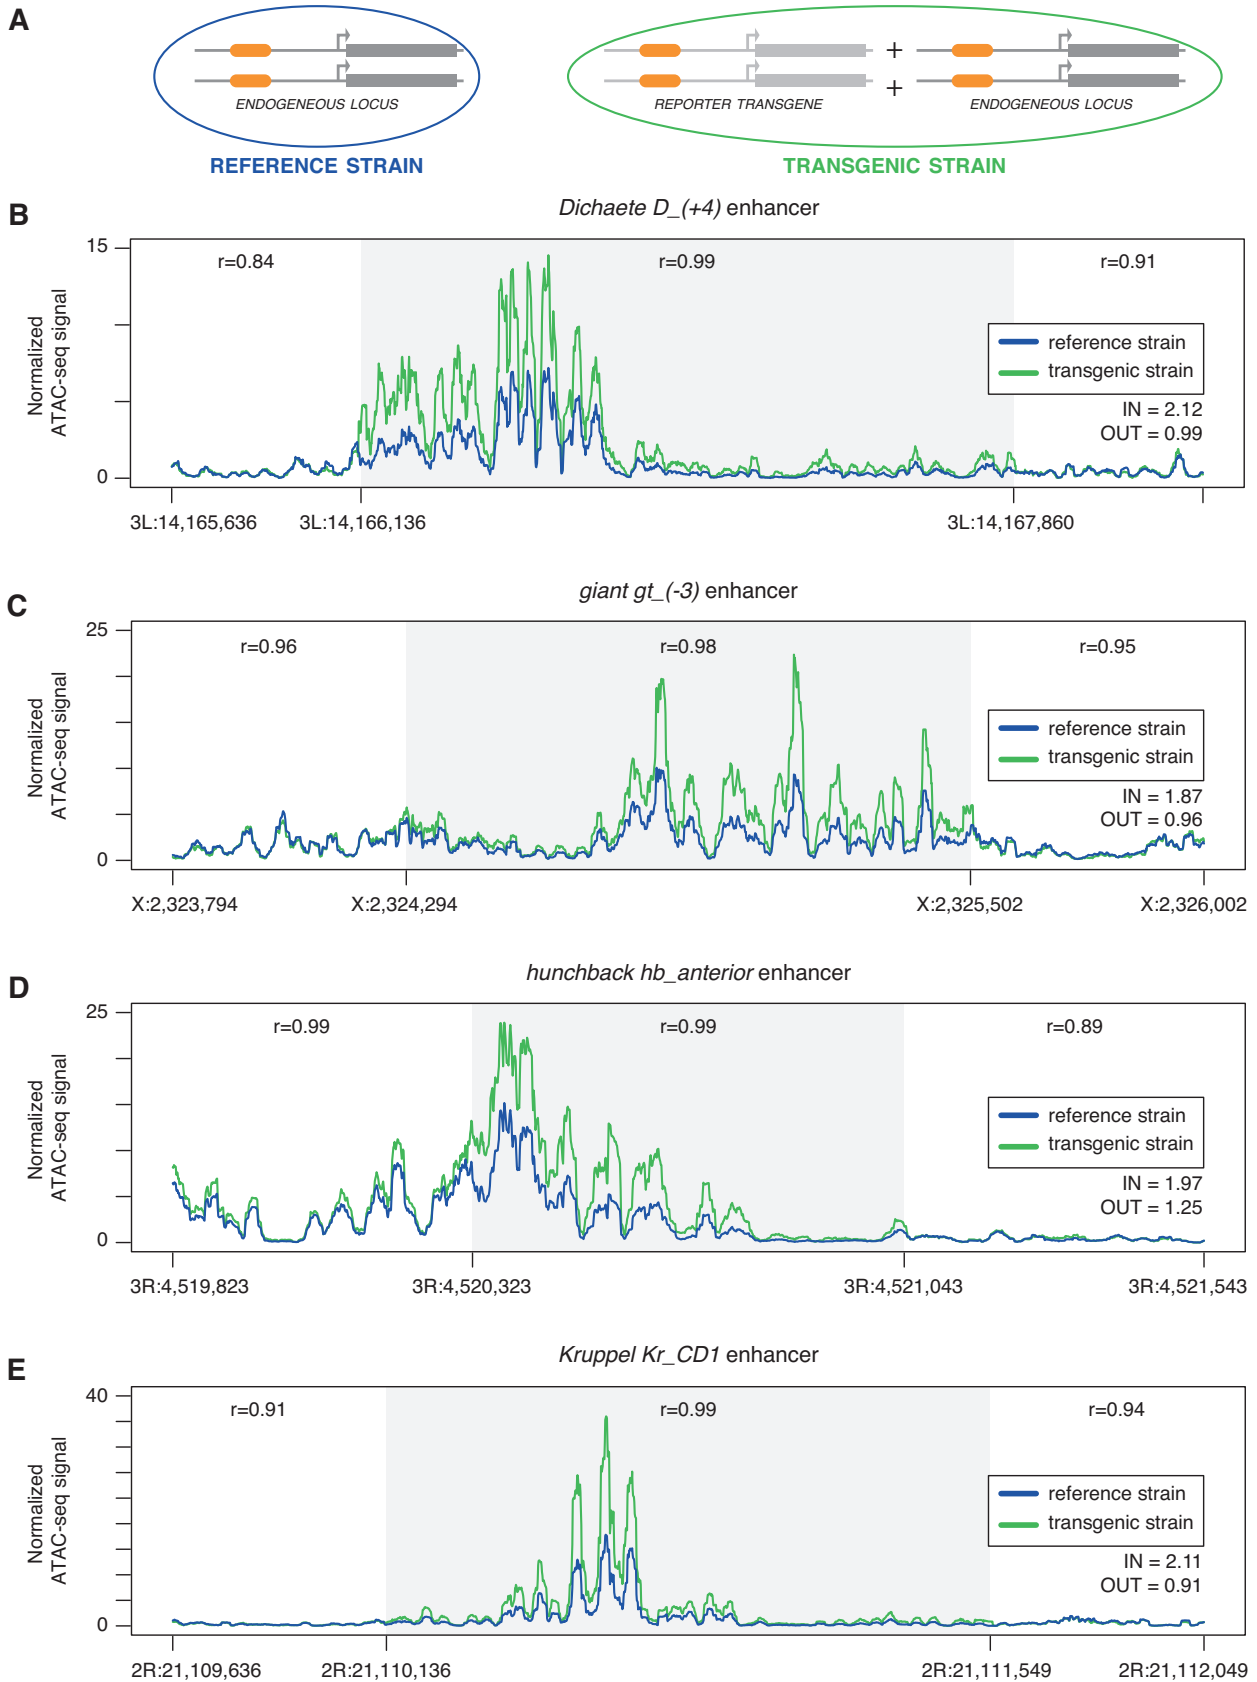 A
ENDOGENEOUS LOCUS
REFERENCE STRAIN
+
+
REPORTER TRANSGENE
ENDOGENEOUS LOCUS
TRANSGENIC STRAIN
B
Dichaete D_(+4) enhancer
Normalized
ATAC-seq signal
15
0
r=0.84
r=0.99
r=0.91
reference strain
transgenic strain
IN = 2.12
OUT = 0.99
3L:14,165,636
3L:14,166,136
3L:14,167,860
C
giant gt_(-3) enhancer
Normalized
ATAC-seq signal
25
0
r=0.96
r=0.98
r=0.95
reference strain
transgenic strain
IN = 1.87
OUT = 0.96
X:2,323,794
X:2,324,294
X:2,325,502
X:2,326,002
D
hunchback hb_anterior enhancer
Normalized
ATAC-seq signal
25
0
r=0.99
r=0.99
r=0.89
reference strain
transgenic strain
IN = 1.97
OUT = 1.25
3R:4,519,823
3R:4,520,323
3R:4,521,043
3R:4,521,543
E
Kruppel Kr_CD1 enhancer
Normalized
ATAC-seq signal
40
0
r=0.91
r=0.99
r=0.94
reference strain
transgenic strain
IN = 2.11
OUT = 0.91
2R:21,109,636
2R:21,110,136
2R:21,111,549
2R:21,112,049